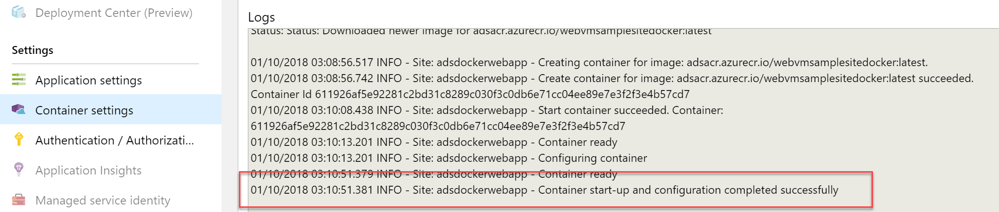 Deployment Center (Preview)
Settings
Application settings
Container settings
Authentication / Authorizati...
Application Insights
Managed service identity
Logs
Status: Status: Downloaded newer image for adsacr.azurecr.io/webvmsamplesitedocker:latest
01/10/2018 03:08:56.517 INFO - Site: adsdockerwebapp - Creating container for image: adsacr.azurecr.io/webvmsamplesitedocker:latest.
01/10/2018 03:08:56.742 INFO - Site: adsdockerwebapp - Create container for image: adsacr.azurecr.io/webvmsamplesitedocker:latest succeeded.
Container Id 611926af5e92281c2bd31c8289c030f3c0db6e71cc04ee89e7e3f2f3e4b57cd7
01/10/2018 03:10:08.438 INFO - Site: adsdockerwebapp - Start container succeeded. Container:
611926af5e92281c2bd31c8289c030f3c0db6e71cc04ee89e7e3f2f3e4b57cd7
01/10/2018 03:10:13.201 INFO - Site: adsdockerwebapp - Container ready
01/10/2018 03:10:13.201 INFO - Site: adsdockerwebapp - Configuring container
01/10/2018 03:10:51.379 INFO - Site: adsdockerwebapp - Container ready
01/10/2018 03:10:51.381 INFO - Site: adsdockerwebapp - Container start-up and configuration completed successfully